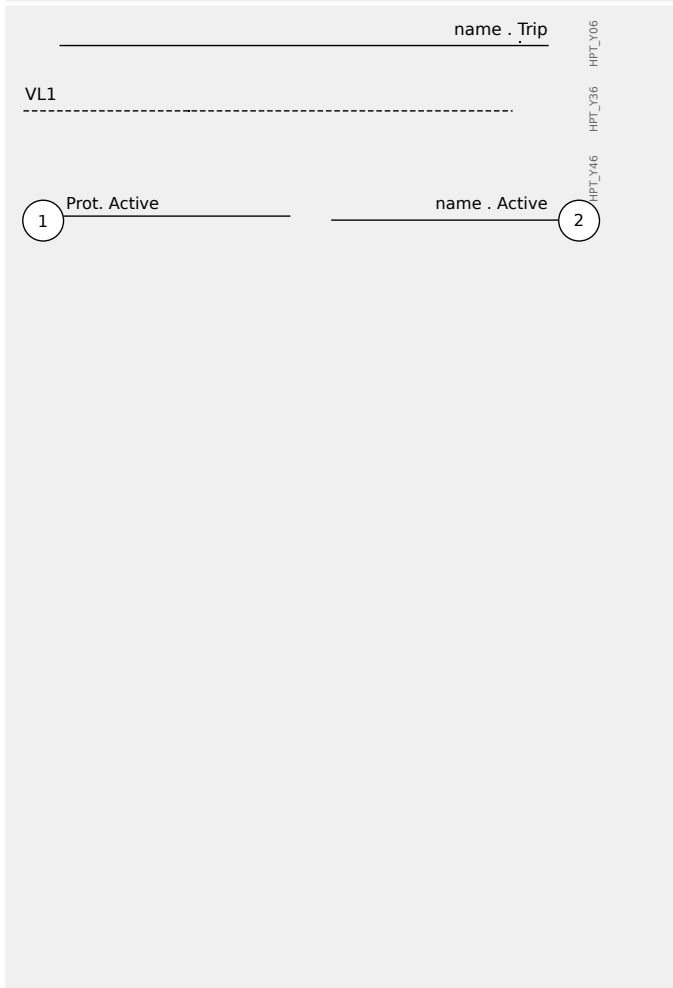 name . Trip
HPT_Y06
VL1
HPT_Y36
HPT_Y46
1
Prot. Active
name . Active
2